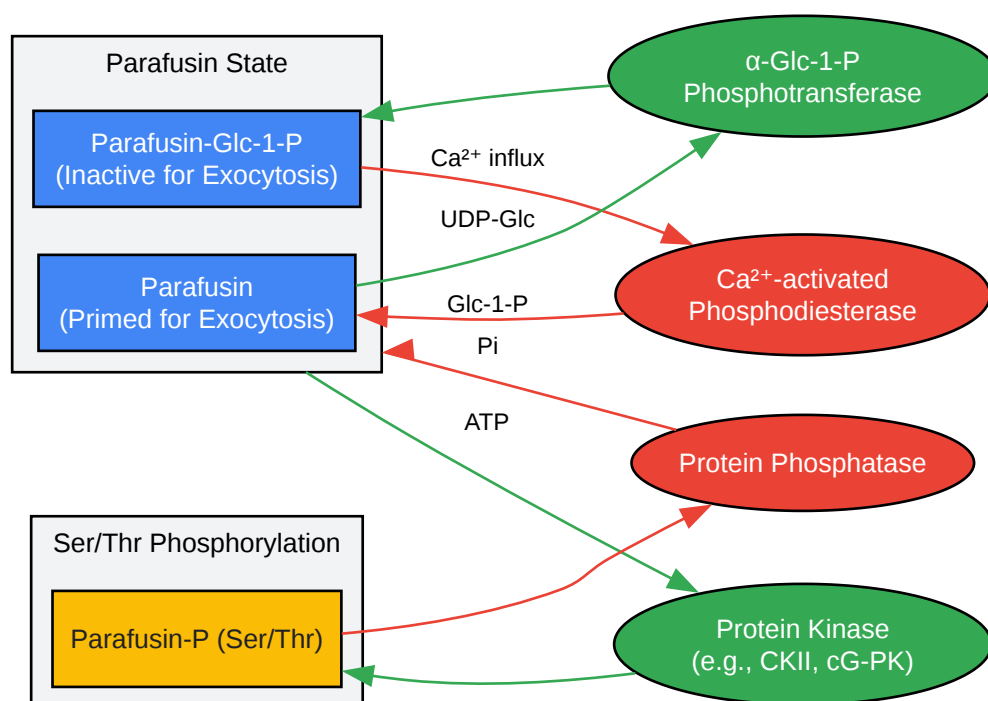 Parafusin State
Parafusin-Glc-1-P
(Inactive for Exocytosis)
Parafusin
(Primed for Exocytosis)
Ca²⁺ influx
UDP-Glc
Glc-1-P
Pi
ATP
α-Glc-1-P
Phosphotransferase
Ca²⁺-activated
Phosphodiesterase
Protein Phosphatase
Ser/Thr Phosphorylation
Parafusin-P (Ser/Thr)
Protein Kinase
(e.g., CKII, cG-PK)